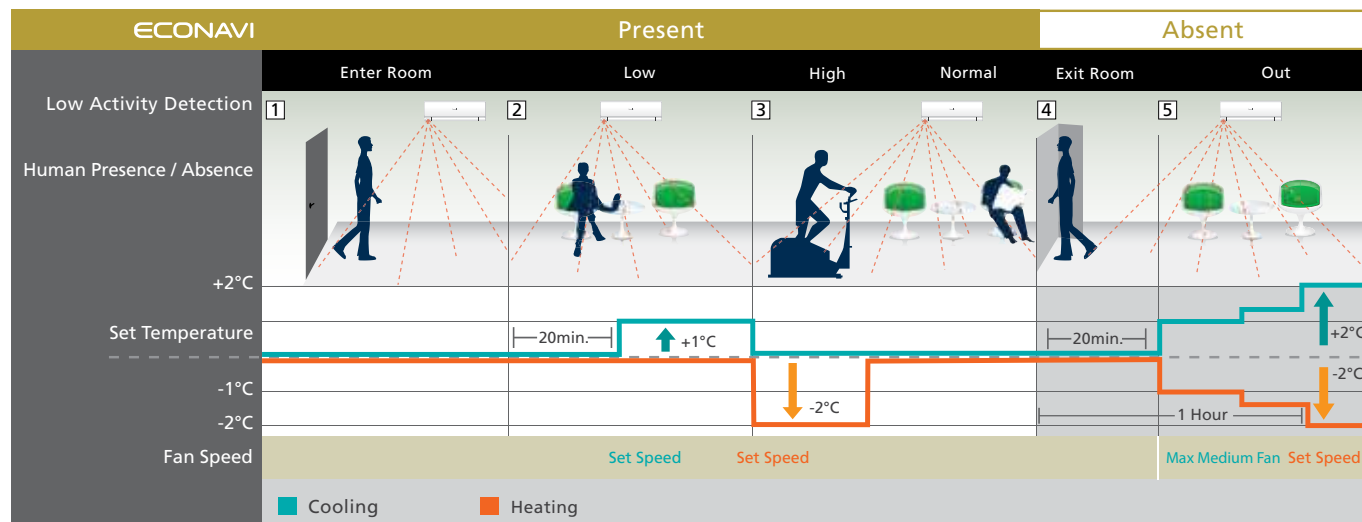 ECONAVI Present Absent
Enter Room Low High Normal Exit Room Out
Low Activity Detection
1 2 3 4 5
Human Presence / Absence
+2°C
Set Temperature
20min. +1°C 20min. +2°C
-1°C -2°C
-2°C -2°C 1 Hour
Fan Speed Set Speed Set Speed Max Medium Fan Set Speed
Cooling Heating